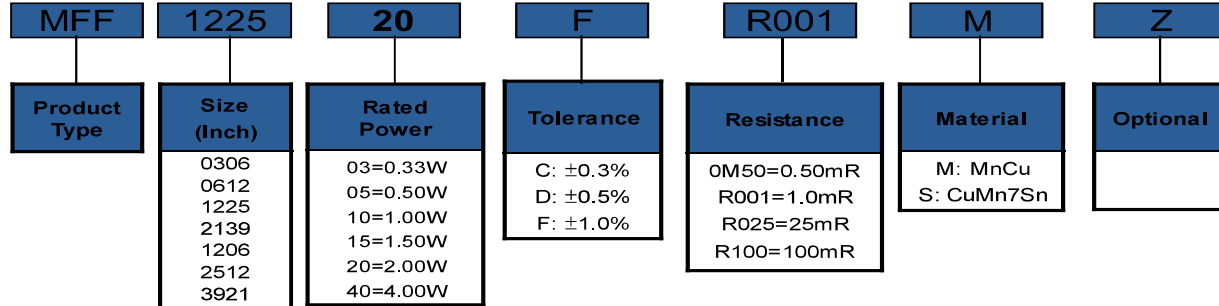 MFF 1225 20 F R001 M Z
Product
Type
Size
(Inch)
0306
0612
1225
2139
1206
2512
3921
Rated
Power
03=0.33W
05=0.50W
10=1.00W
15=1.50W
20=2.00W
40=4.00W
Tolerance
C: ±0.3%
D: ±0.5%
F: ±1.0%
Resistance
0M50=0.50mR
R001=1.0mR
R025=25mR
R100=100mR
Material
M: MnCu
S: CuMn7Sn
Optional